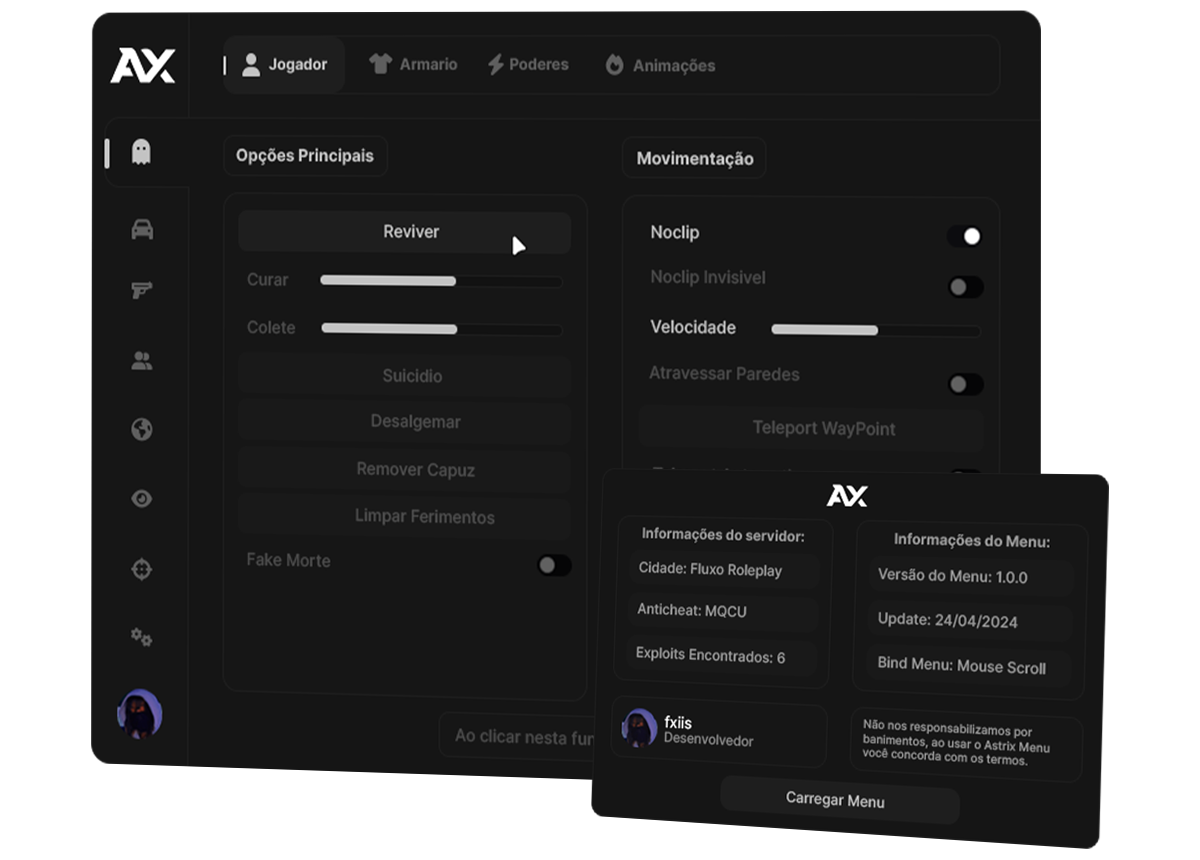 AX
Jogador
Armario
Poderes
Animações
Opções Principais
Reviver
Curar
Colete
Suicidio
Desalgemar
Remover Capuz
Limpar Ferimentos
Fake Morte
Movimentação
Noclip
Noclip Invisivel
Velocidade
Atravessar Paredes
Teleport WayPoint
Ao clicar nesta
AX
Informações do servidor:
Cidade: Fluxo Roleplay
Anticheat: MQCU
Exploits Encontrados: 6
Informações do Menu:
Versão do Menu: 1.0.0
Update: 24/04/2024
Bind Menu: Mouse Scroll
fxiis
Desenvolvedor
Não nos responsabilizamos por
banimentos, ao usar o Astrix Menu
você concorda com os termos.
Carregar Menu